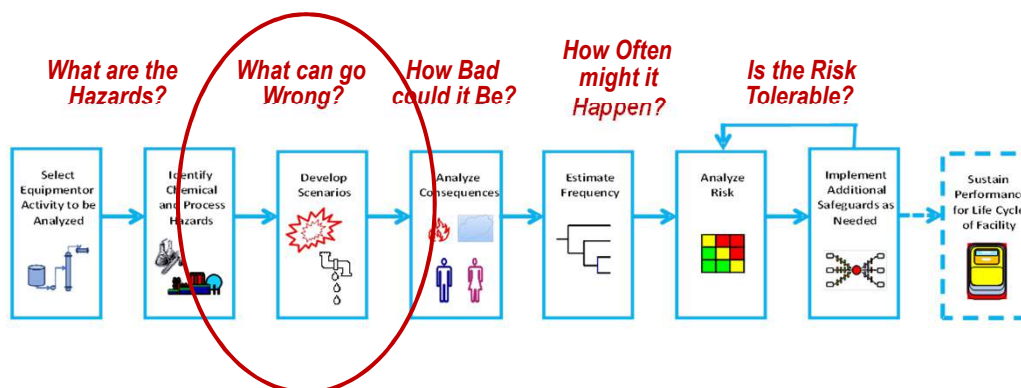 What are the
Hazards?
What can go
Wrong?
How Bad
could it Be?
How Often
might it
Happen?
Is the Risk
Tolerable?
Select
Equipmentor
Activity to be
Analyzed
Identify
Chemical
and Process
Hazards
Develop
Scenarios
Analyze
Consequences
Estimate
Frequency
Analyze
Risk
Implement
Additional
Safeguards as
Needed
Sustain
Performance
for Life Cycle
of Facility